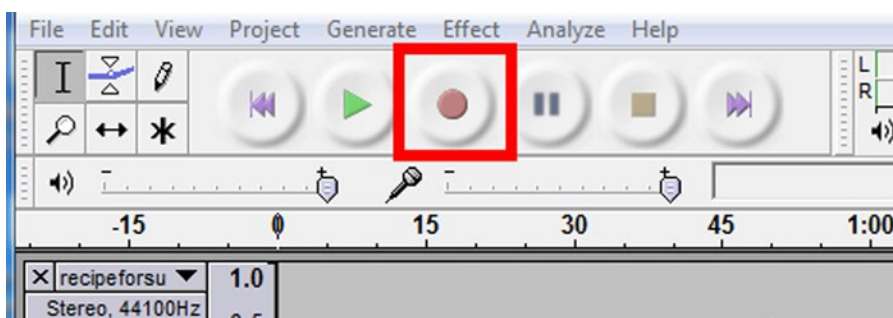 File Edit View Project Generate Effect Analyze Help
L
R
-15 0 15 30 45 1:00
recipeforsu 1.0
Stereo, 44100Hz